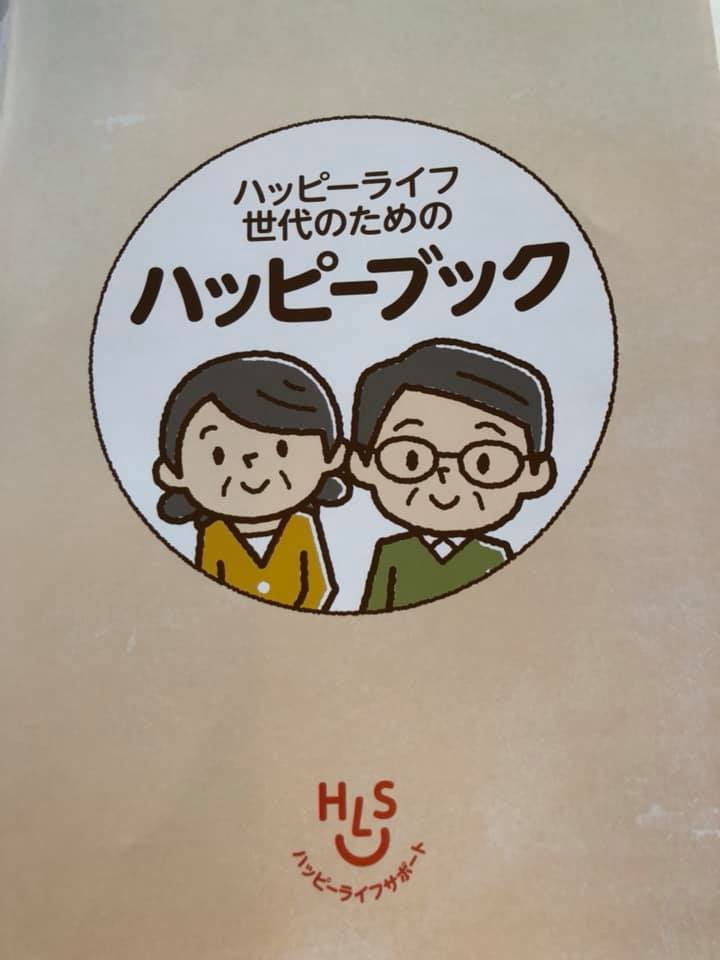 ハッピーライフ
世代のための
ハッピーブック
HLS
ハッピーライフサポート